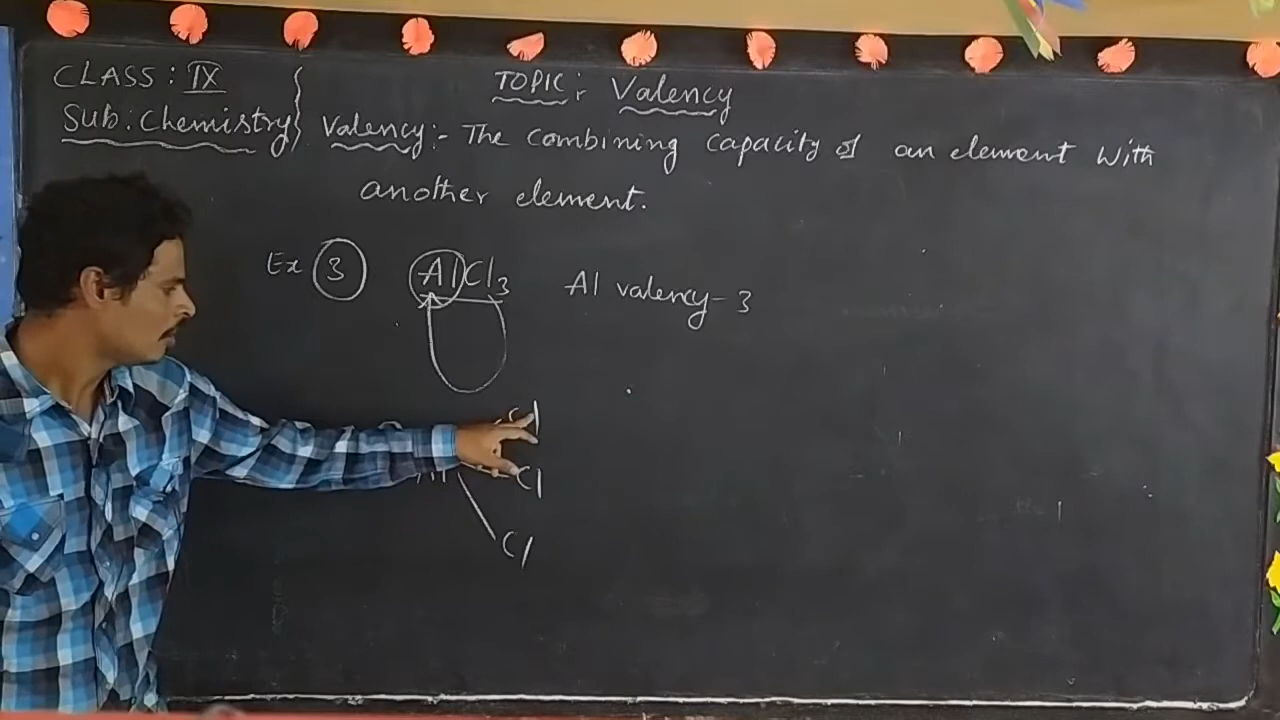 CLASS: IX
TOPIC: Valency
Sub: Chemistry
Valency:- The combining capacity of an element with
another element.
Ex 3 AlCl3 Al valency-3
Cl
Cl
Cl